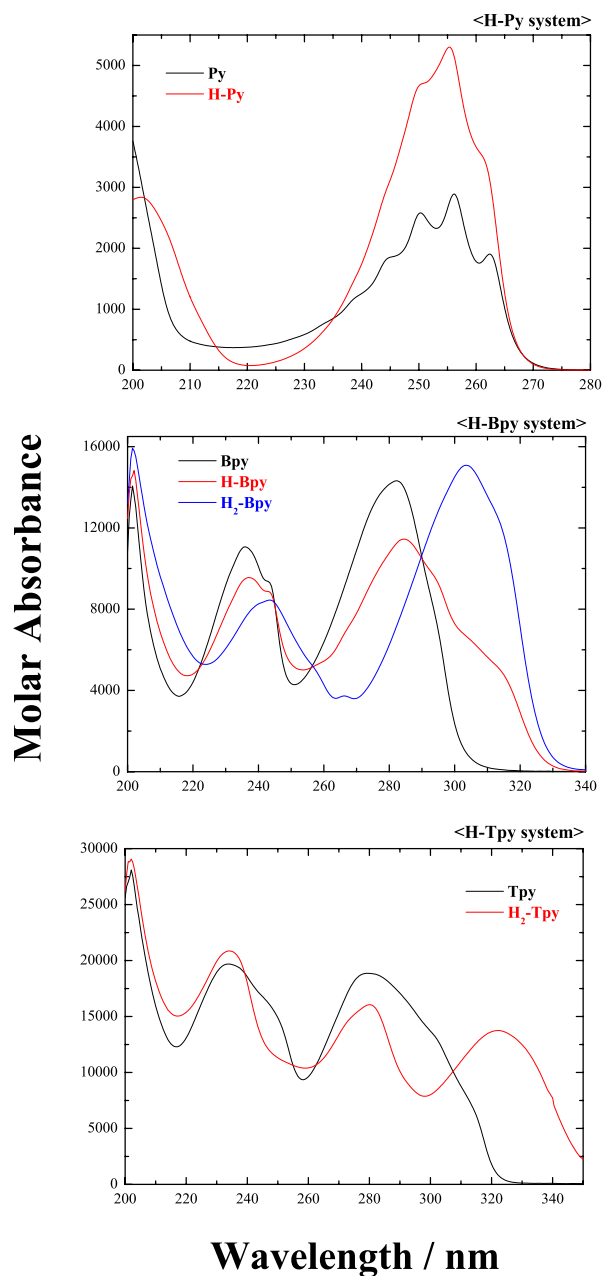 <H-Py system>
Py
H-Py
5000
4000
3000
2000
1000
0
200 210 220 230 240 250 260 270 280
<H-Bpy system>
Bpy
H-Bpy
H₂-Bpy
16000
12000
8000
4000
0
200 220 240 260 280 300 320 340
<H-Tpy system>
Tpy
H₂-Tpy
30000
25000
20000
15000
10000
5000
0
200 220 240 260 280 300 320 340
Molar Absorbance
Wavelength / nm